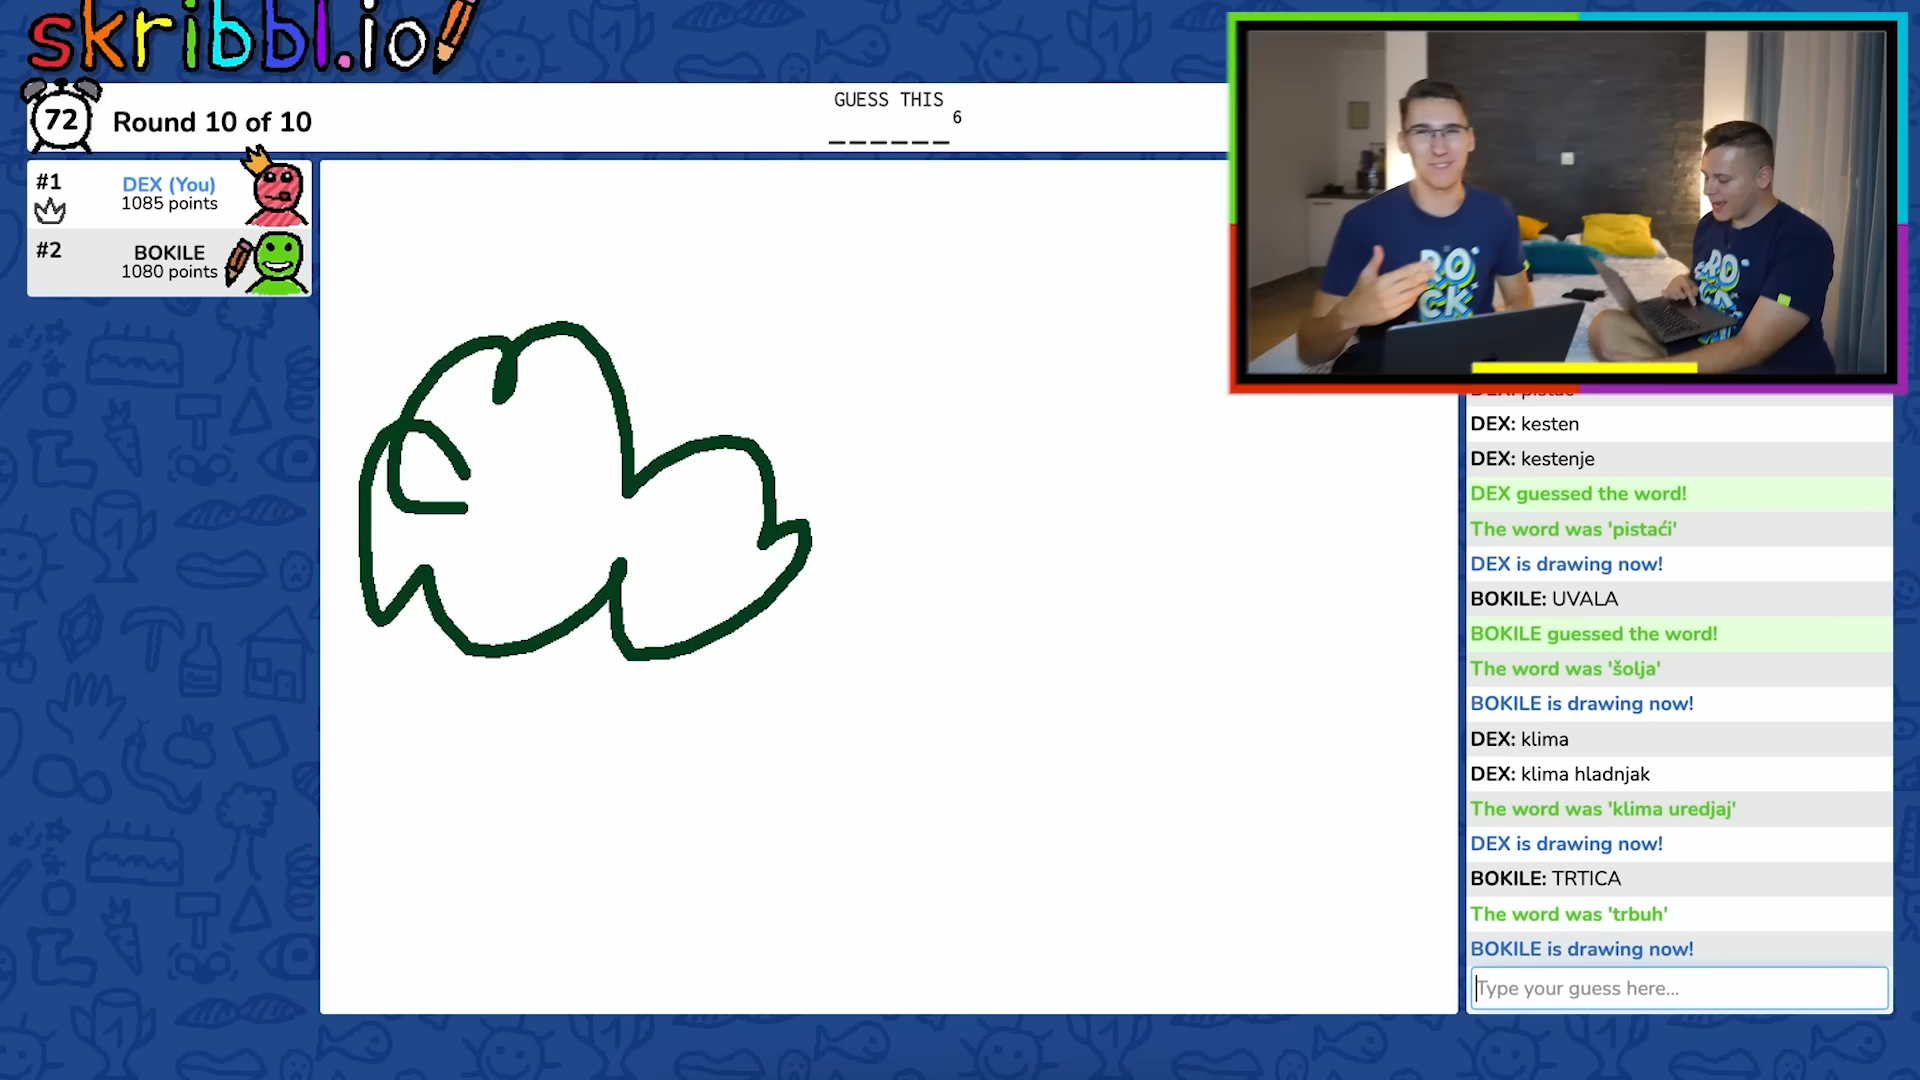 skribbl.io
72
Round 10 of 10
GUESS THIS
6
______
#1
DEX (You)
1085 points
#2
BOKILE
1080 points
ROCK
DEX: kesten
DEX: kestenje
DEX guessed the word!
The word was 'pistaći'
DEX is drawing now!
BOKILE: UVALA
BOKILE guessed the word!
The word was 'šolja'
BOKILE is drawing now!
DEX: klima
DEX: klima hladnjak
The word was 'klima uredjaj'
DEX is drawing now!
BOKILE: TRTICA
The word was 'trbuh'
BOKILE is drawing now!
Type your guess here...